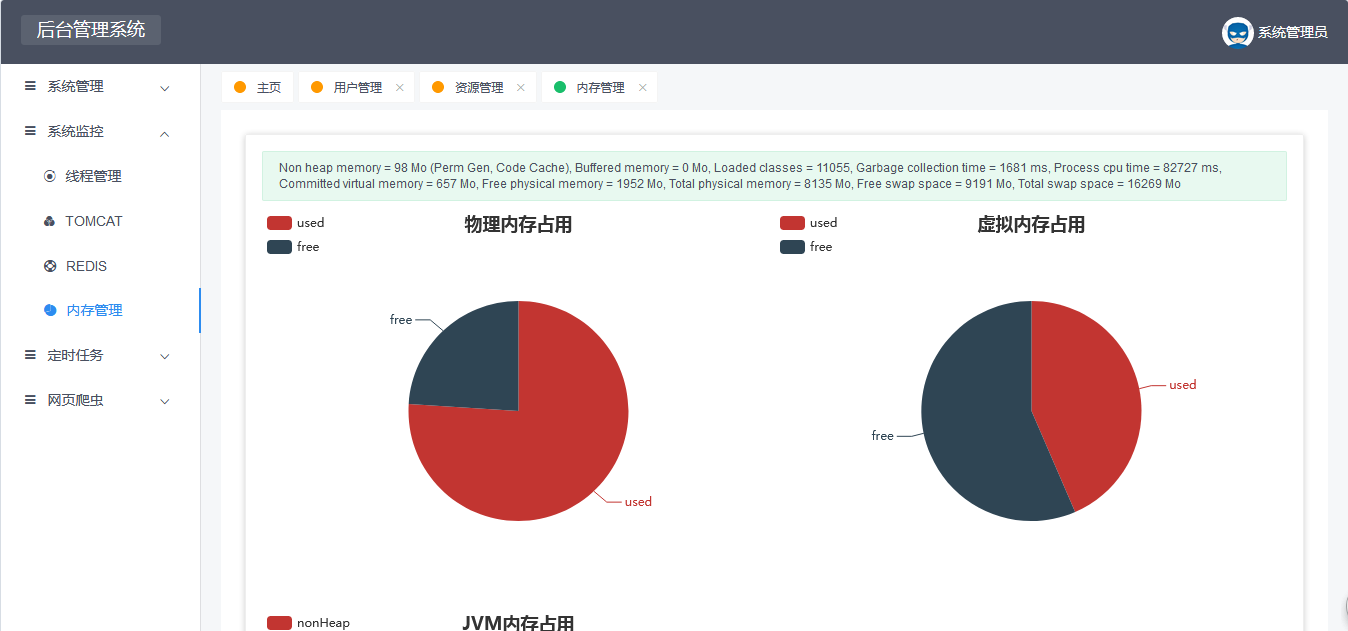 后台管理系统
系统管理员
系统管理
系统监控
线程管理
TOMCAT
REDIS
内存管理
定时任务
网页爬虫
主页 用户管理 资源管理 内存管理
Non heap memory = 98 Mo (Perm Gen, Code Cache), Buffered memory = 0 Mo, Loaded classes = 11055, Garbage collection time = 1681 ms, Process cpu time = 82727 ms,
Committed virtual memory = 657 Mo, Free physical memory = 1952 Mo, Total physical memory = 8135 Mo, Free swap space = 9191 Mo, Total swap space = 16269 Mo
物理内存占用
used
free
free
used
虚拟内存占用
used
free
used
free
JVM内存占用
nonHeap